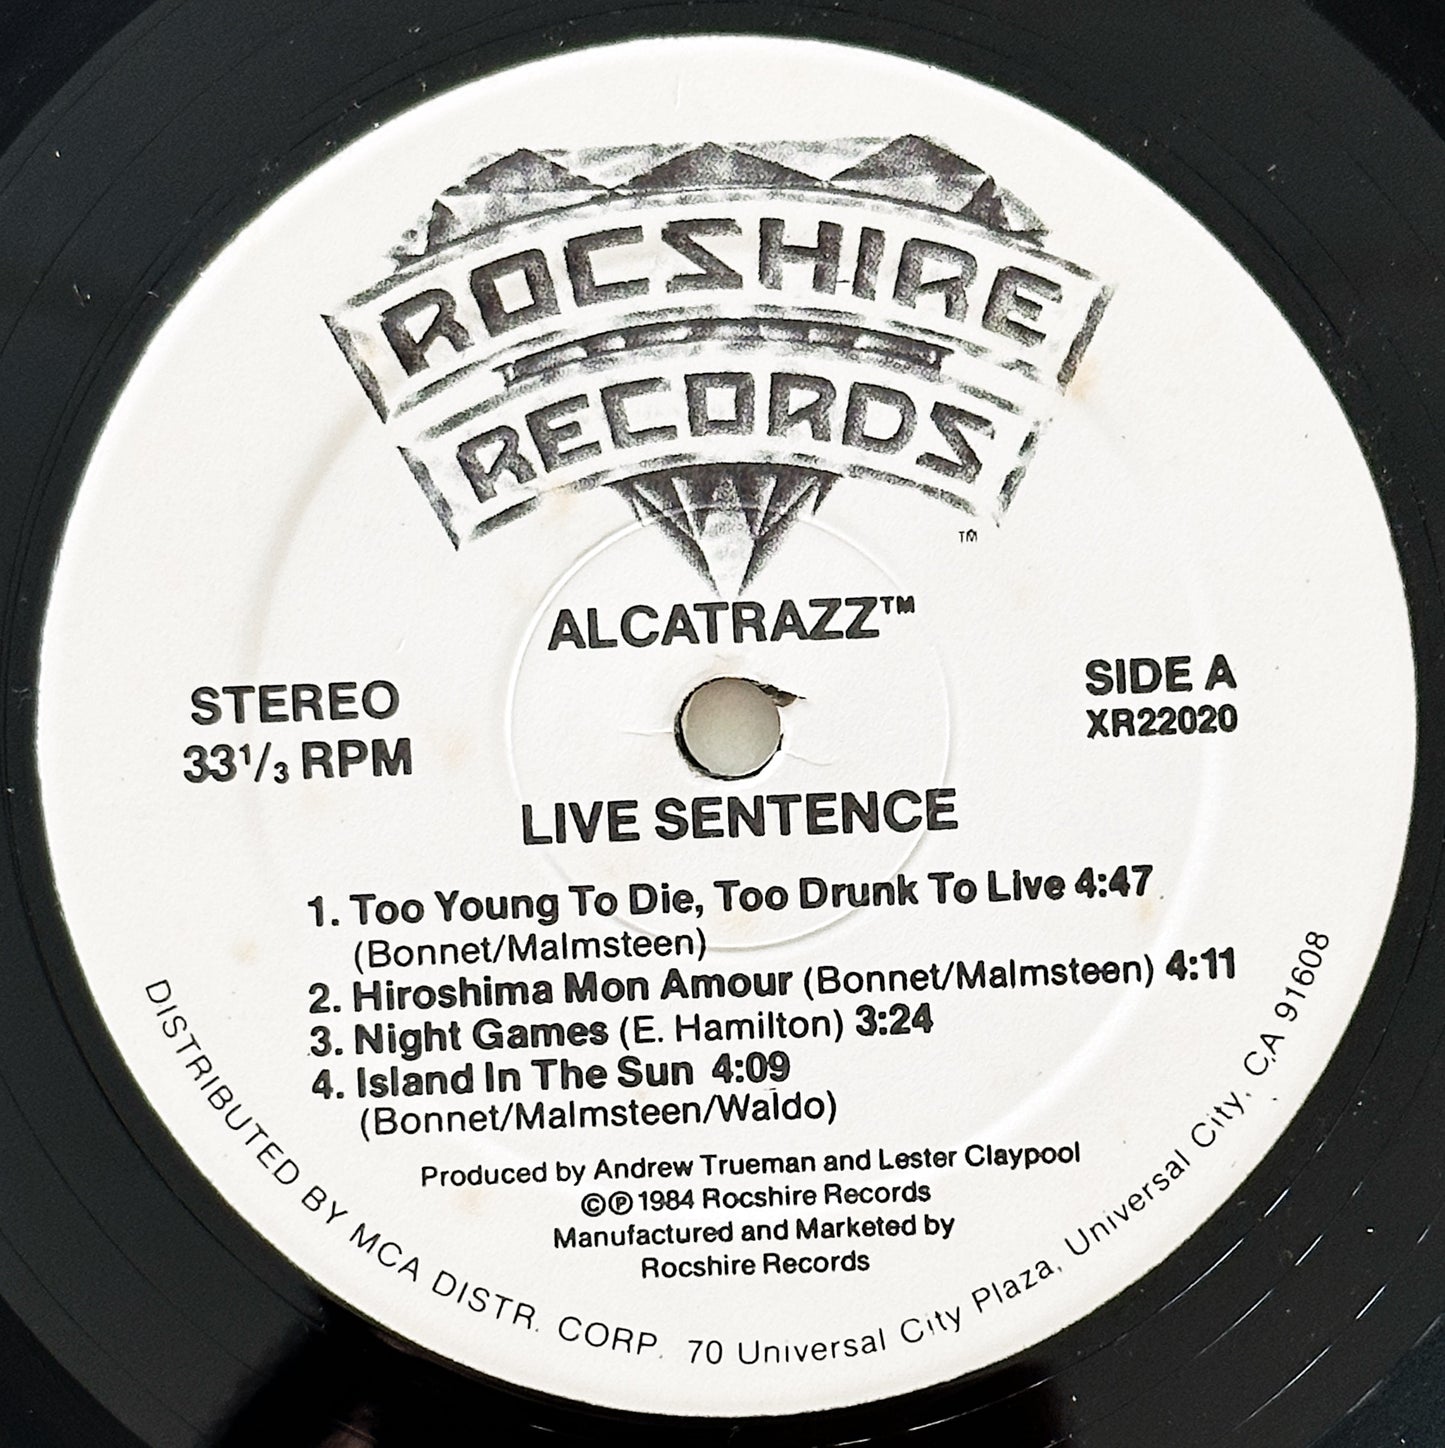 ROCSHIRE
RECORDS
TM
ALCATRAZZ™
STEREO
33 1/3 RPM
SIDE A
XR22020
LIVE SENTENCE
1. Too Young To Die, Too Drunk To Live 4:47
(Bonnet/Malmsteen)
2. Hiroshima Mon Amour (Bonnet/Malmsteen) 4:11
3. Night Games (E. Hamilton) 3:24
4. Island In The Sun 4:09
(Bonnet/Malmsteen/Waldo)
Produced by Andrew Trueman and Lester Claypool
©℗ 1984 Rocshire Records
Manufactured and Marketed by
Rocshire Records
DISTRIBUTED BY MCA DISTR. CORP. 70 Universal City Plaza, Universal City, CA 91608